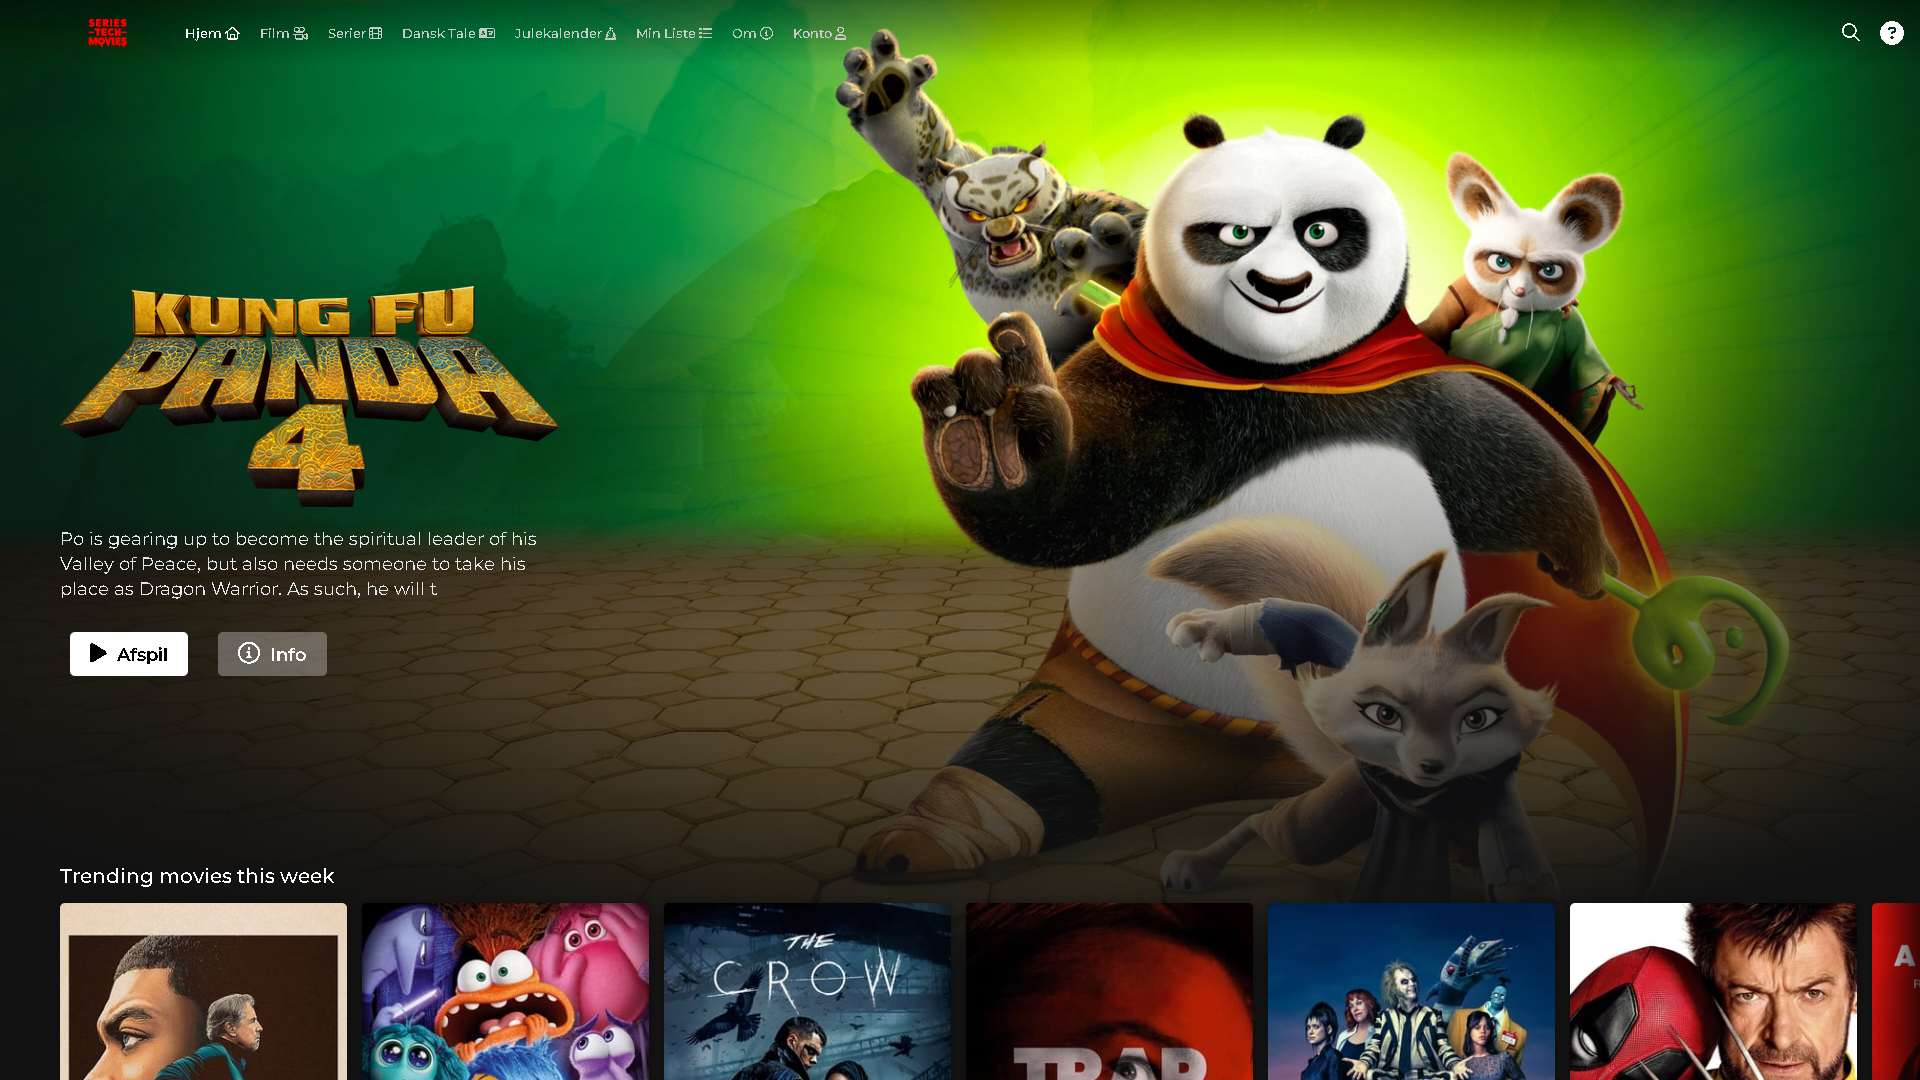 SERIES
-TECH-
MOVIES
Hjem
Film
Serier
Dansk Tale
Julekalender
Min Liste
Om
Konto
?
KUNG FU
PANDA
4
Po is gearing up to become the spiritual leader of his
Valley of Peace, but also needs someone to take his
place as Dragon Warrior. As such, he will t
Afspil
Info
Trending movies this week
THE
CROW
TRAP
A